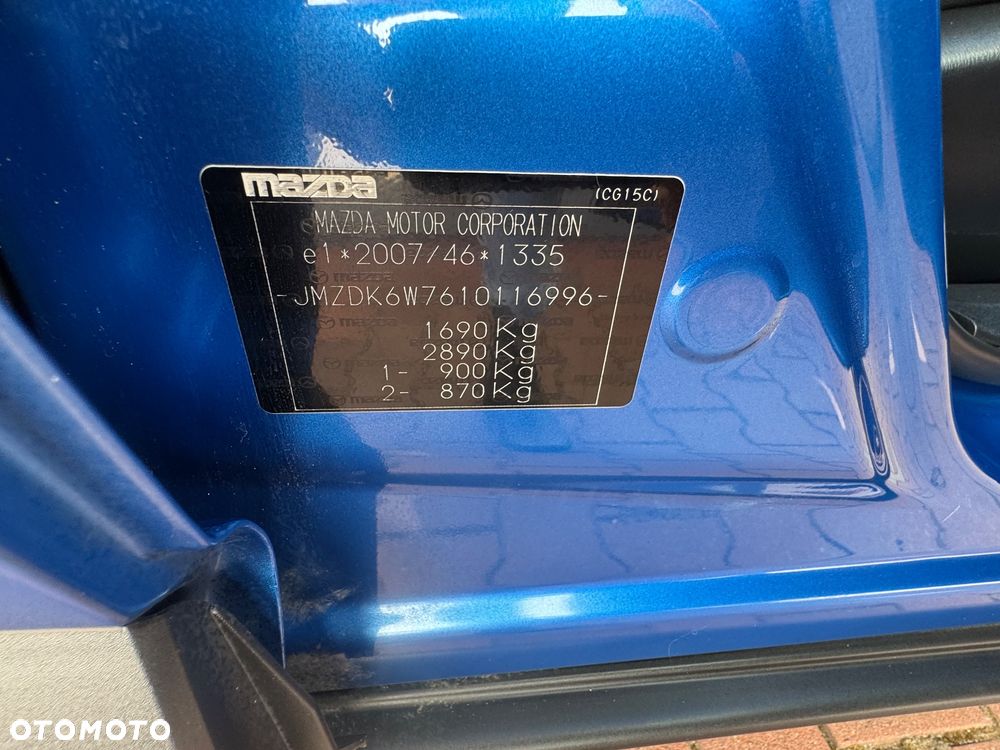 mazda
(CG15C)
MAZDA MOTOR CORPORATION
e1*2007/46*1335
-JMZDK6W7610116996-
1690 Kg
2890 Kg
1- 900 Kg
2- 870 Kg
OTOMOTO